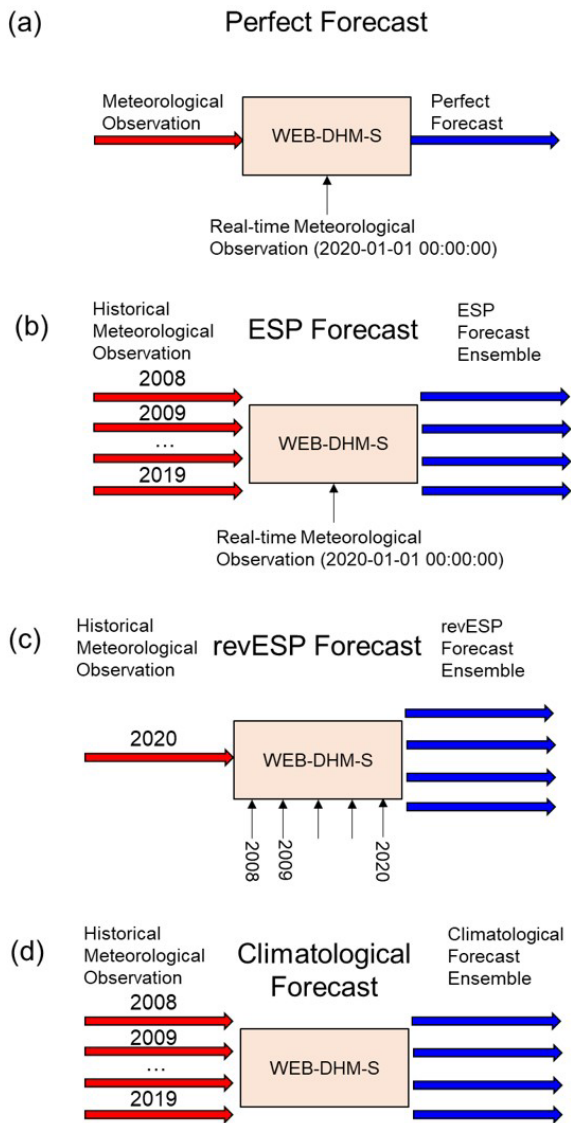 (a)
Perfect Forecast
Meteorological
Observation
WEB-DHM-S
Perfect
Forecast
Real-time Meteorological
Observation (2020-01-01 00:00:00)
(b)
Historical
Meteorological
Observation
ESP Forecast
ESP
Forecast
Ensemble
2008
2009
...
2019
WEB-DHM-S
Real-time Meteorological
Observation (2020-01-01 00:00:00)
(c)
Historical
Meteorological
Observation
revESP Forecast
revESP
Forecast
Ensemble
2020
WEB-DHM-S
2008
2009
2020
(d)
Historical
Meteorological
Observation
Climatological
Forecast
Climatological
Forecast
Ensemble
2008
2009
...
2019
WEB-DHM-S